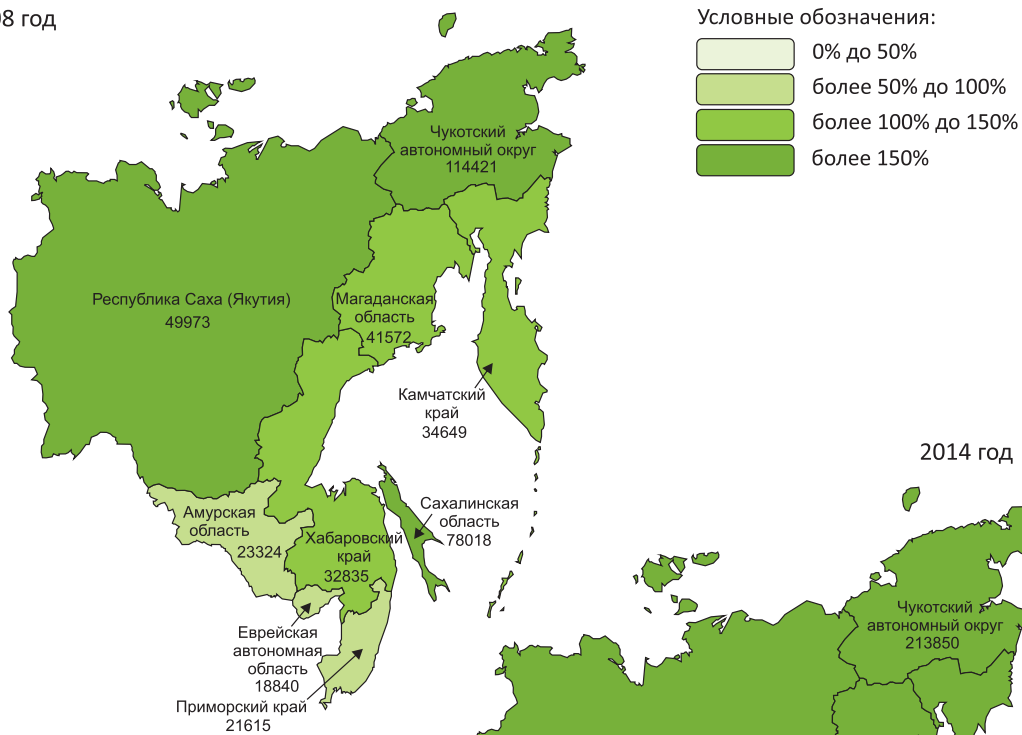 8 год
Условные обозначения:
0% до 50%
более 50% до 100%
более 100% до 150%
более 150%
Чукотский
автономный округ
114421
Республика Саха (Якутия)
49973
Магаданская
область
41572
Камчатский
край
34649
Сахалинская
область
78018
Амурская
область
23324
Хабаровский
край
32835
Еврейская
автономная
область
18840
Приморский край
21615
2014 год
Чукотский
автономный округ
213850